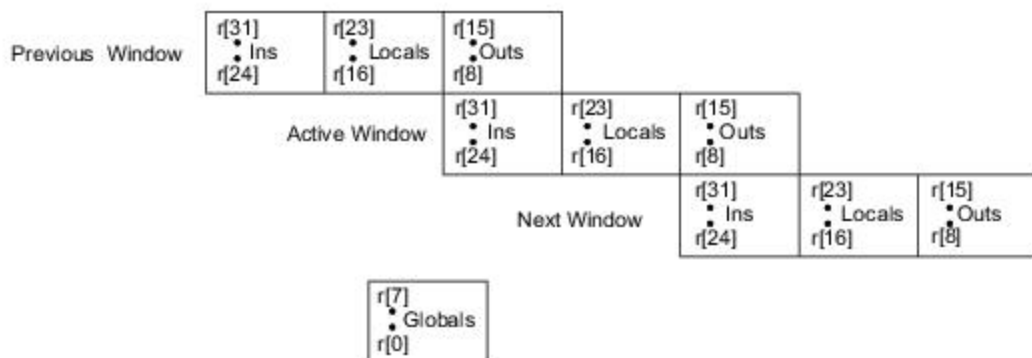 r[31] r[23] r[15]
Previous Window Ins Locals Outs
r[24] r[16] r[8]
r[31] r[23] r[15]
Active Window Ins Locals Outs
r[24] r[16] r[8]
r[31] r[23] r[15]
Next Window Ins Locals Outs
r[24] r[16] r[8]
r[7]
Globals
r[0]